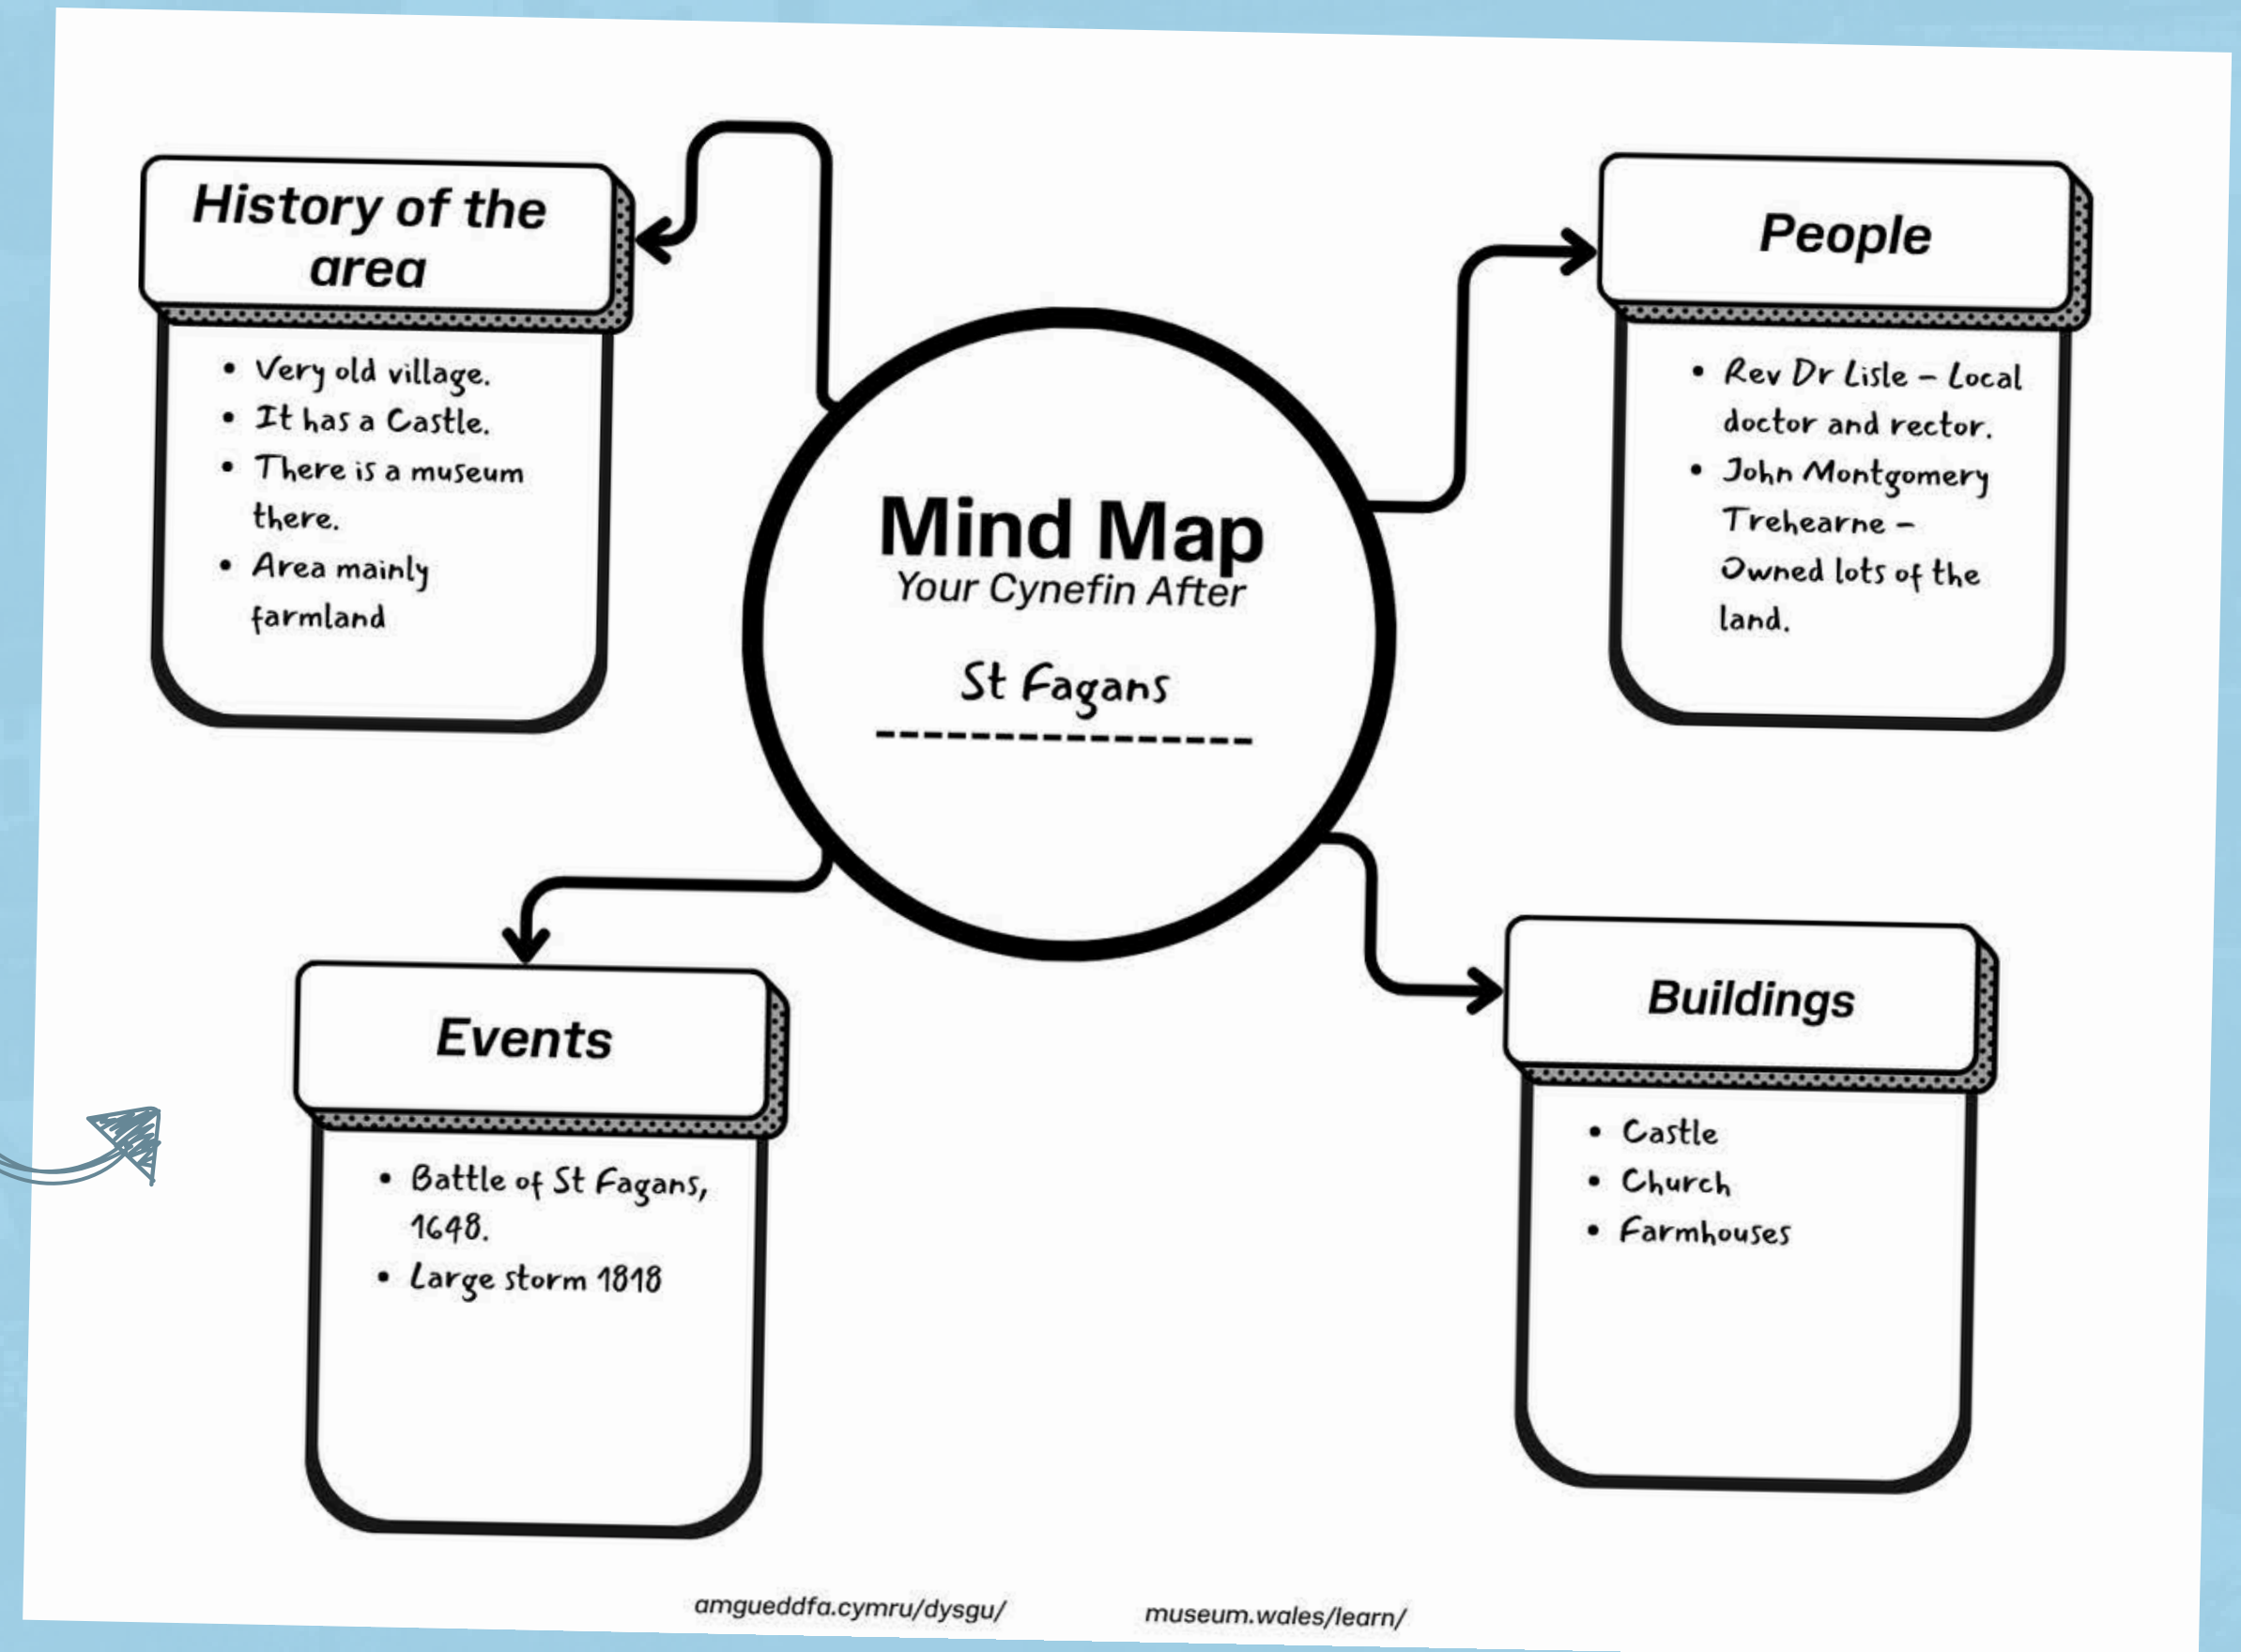 History of the
area
• Very old village.
• It has a Castle.
• There is a museum
there.
• Area mainly
farmland
People
• Rev Dr Lisle – Local
doctor and rector.
• John Montgomery
Trehearne –
Owned lots of the
land.
Mind Map
Your Cynefin After
St Fagans
Events
• Battle of St Fagans,
1648.
• Large storm 1818
Buildings
• Castle
• Church
• Farmhouses
amgueddfa.cymru/dysgu/
museum.wales/learn/